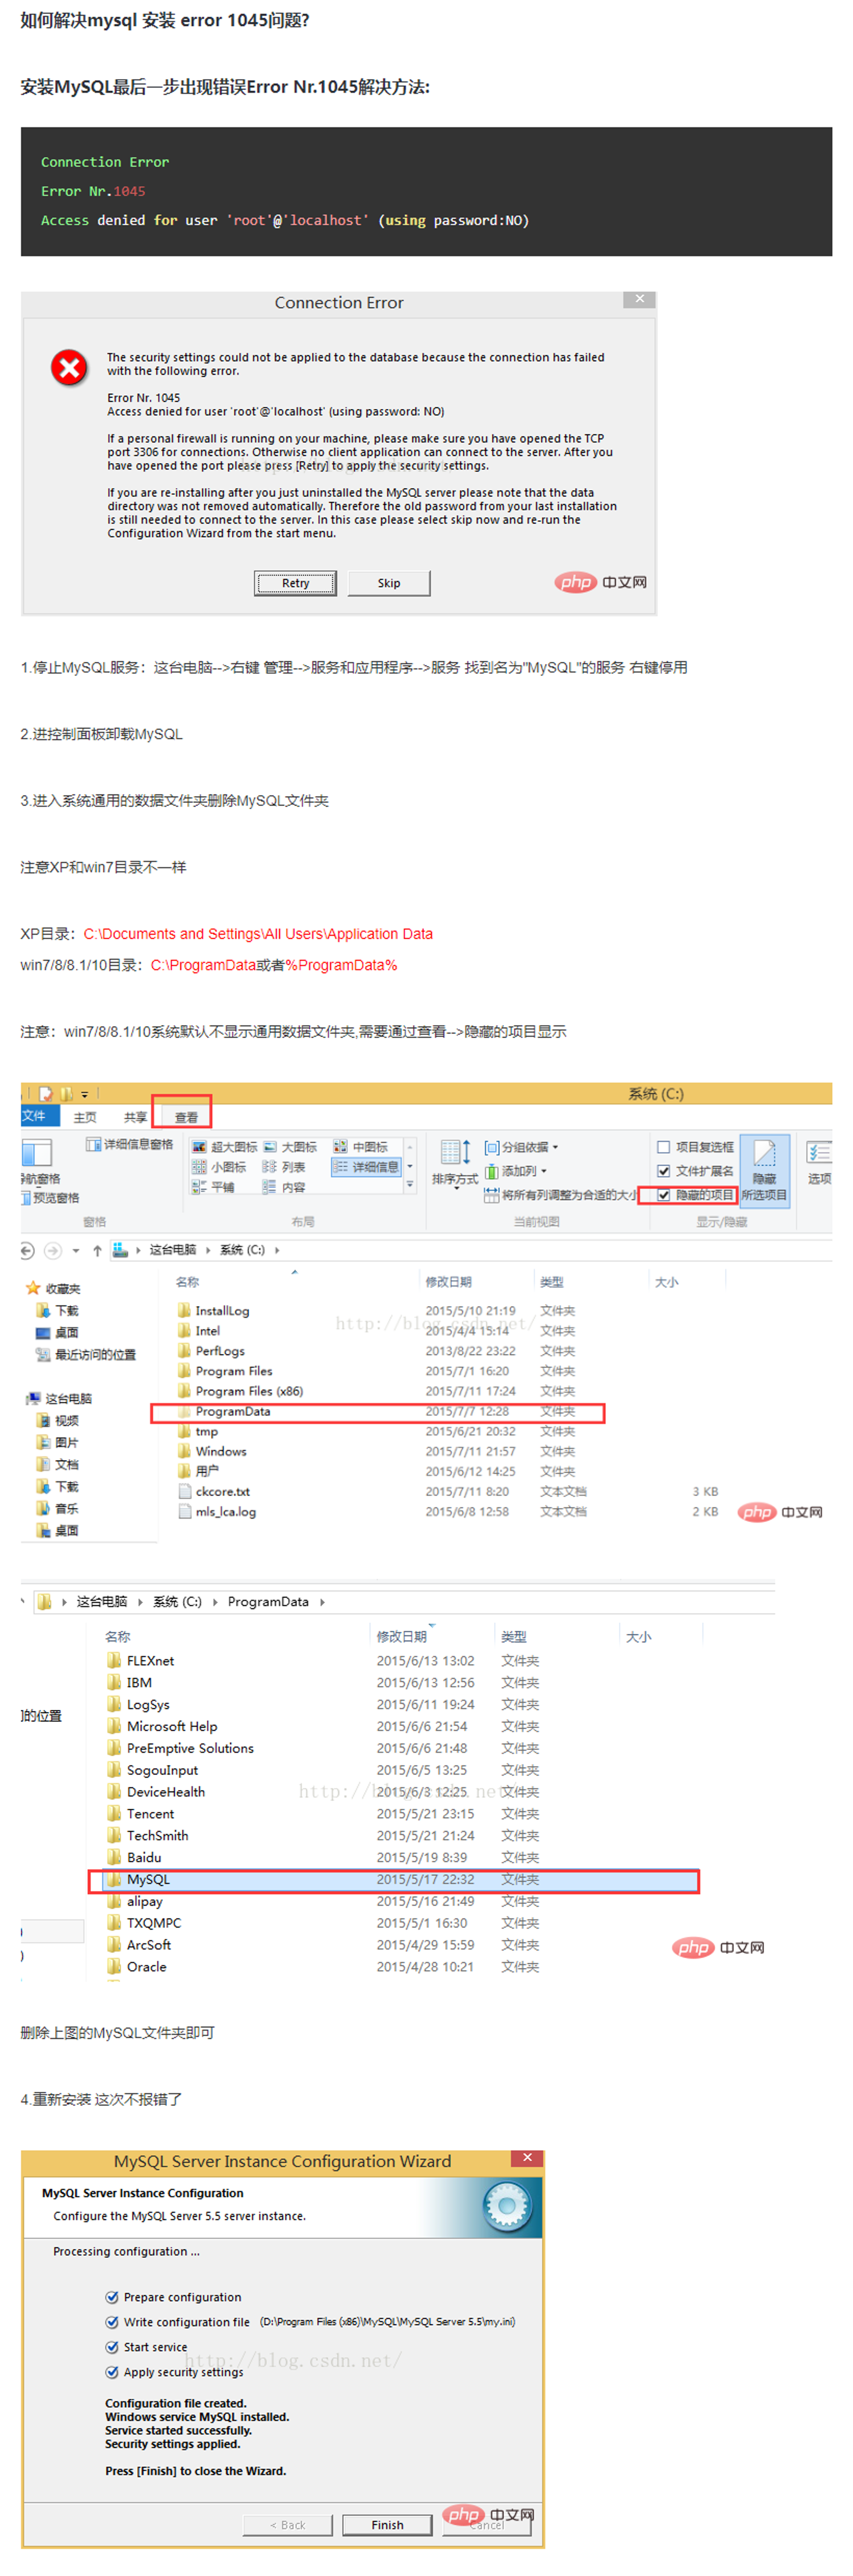 如何解决mysql 安装 error 1045问题?
安装MySQL最后一步出现错误Error Nr.1045解决方法:
Connection Error
Error Nr.1045
Access denied for user 'root'@'localhost' (using password:NO)
Connection Error
The security settings could not be applied to the database because the connection has failed
with the following error.
Error Nr. 1045
Access denied for user 'root'@'localhost' (using password: NO)
If a personal firewall is running on your machine, please make sure you have opened the TCP
port 3306 for connections. Otherwise no client application can connect to the server. After you
have opened the port please press [Retry] to apply the security settings.
If you are re-installing after you just uninstalled the MySQL server please note that the data
directory was not removed automatically. Therefore the old password from your last installation
is still needed to connect to the server. In this case please select skip now and re-run the
Configuration Wizard from the start menu.
Retry Skip
php 中文网
1.停止MySQL服务：这台电脑-->右键 管理-->服务和应用程序-->服务 找到名为"MySQL"的服务 右键停用
2.进控制面板卸载MySQL
3.进入系统通用的数据文件夹删除MySQL文件夹
注意XP和win7目录不一样
XP目录：C:\Documents and Settings\All Users\Application Data
win7/8/8.1/10目录：C:\ProgramData或者%ProgramData%
注意：win7/8/8.1/10系统默认不显示通用数据文件夹,需要通过查看-->隐藏的项目显示
系统 (C:)
文件 主页 共享 查看
详细信息窗格 超大图标 大图标 中图标 分组依据 项目复选框
航窗格 小图标 列表 详细信息 排序方式 添加列 文件扩展名 隐藏 选项
预览窗格 平铺 内容 将所有列调整为合适的大小 隐藏的项目 所选项目
窗格 布局 当前视图 显示/隐藏
这台电脑 系统 (C:)
名称 修改日期 类型 大小
收藏夹
下载
桌面
最近访问的位置
这台电脑
视频
图片
文档
下载
音乐
桌面
InstallLog 2015/5/10 21:19 文件夹
http://blog.csdn.net/
Intel 2015/4/4 15:14 文件夹
PerfLogs 2013/8/22 23:22 文件夹
Program Files 2015/7/1 16:20 文件夹
Program Files (x86) 2015/7/11 17:24 文件夹
ProgramData 2015/7/7 12:28 文件夹
tmp 2015/6/21 20:32 文件夹
Windows 2015/7/11 21:57 文件夹
用户 2015/6/12 14:25 文件夹
ckcore.txt 2015/7/11 8:20 文本文档 3 KB
mls_lca.log 2015/6/8 12:58 文本文档 2 KB
php 中文网
这台电脑 系统 (C:) ProgramData
名称 修改日期 类型 大小
FLEXnet 2015/6/13 13:02 文件夹
IBM 2015/6/13 12:56 文件夹
LogSys 2015/6/11 19:24 文件夹
的位置
Microsoft Help 2015/6/6 21:54 文件夹
PreEmptive Solutions 2015/6/6 21:48 文件夹
SogouInput 2015/6/5 13:25 文件夹
DeviceHealth 2015/6/3 12:25 文件夹
http://blog.csdn.net/
Tencent 2015/5/21 23:15 文件夹
TechSmith 2015/5/21 21:24 文件夹
Baidu 2015/5/19 8:39 文件夹
MySQL 2015/5/17 22:32 文件夹
alipay 2015/5/16 21:49 文件夹
TXQMPC 2015/5/1 16:30 文件夹
ArcSoft 2015/4/29 15:59 文件夹
Oracle 2015/4/28 10:21 文件夹
php 中文网
删除上图的MySQL文件夹即可
4.重新安装 这次不报错了
MySQL Server Instance Configuration Wizard
MySQL Server Instance Configuration
Configure the MySQL Server 5.5 server instance.
Processing configuration ...
Prepare configuration
Write configuration file (D:\Program Files (x86)\MySQL\MySQL Server 5.5\my.ini)
Start service
http://blog.csdn.net/
Apply security settings
Configuration file created.
Windows service MySQL installed.
Service started successfully.
Security settings applied.
Press [Finish] to close the Wizard.
php 中文网
< Back Finish Cancel